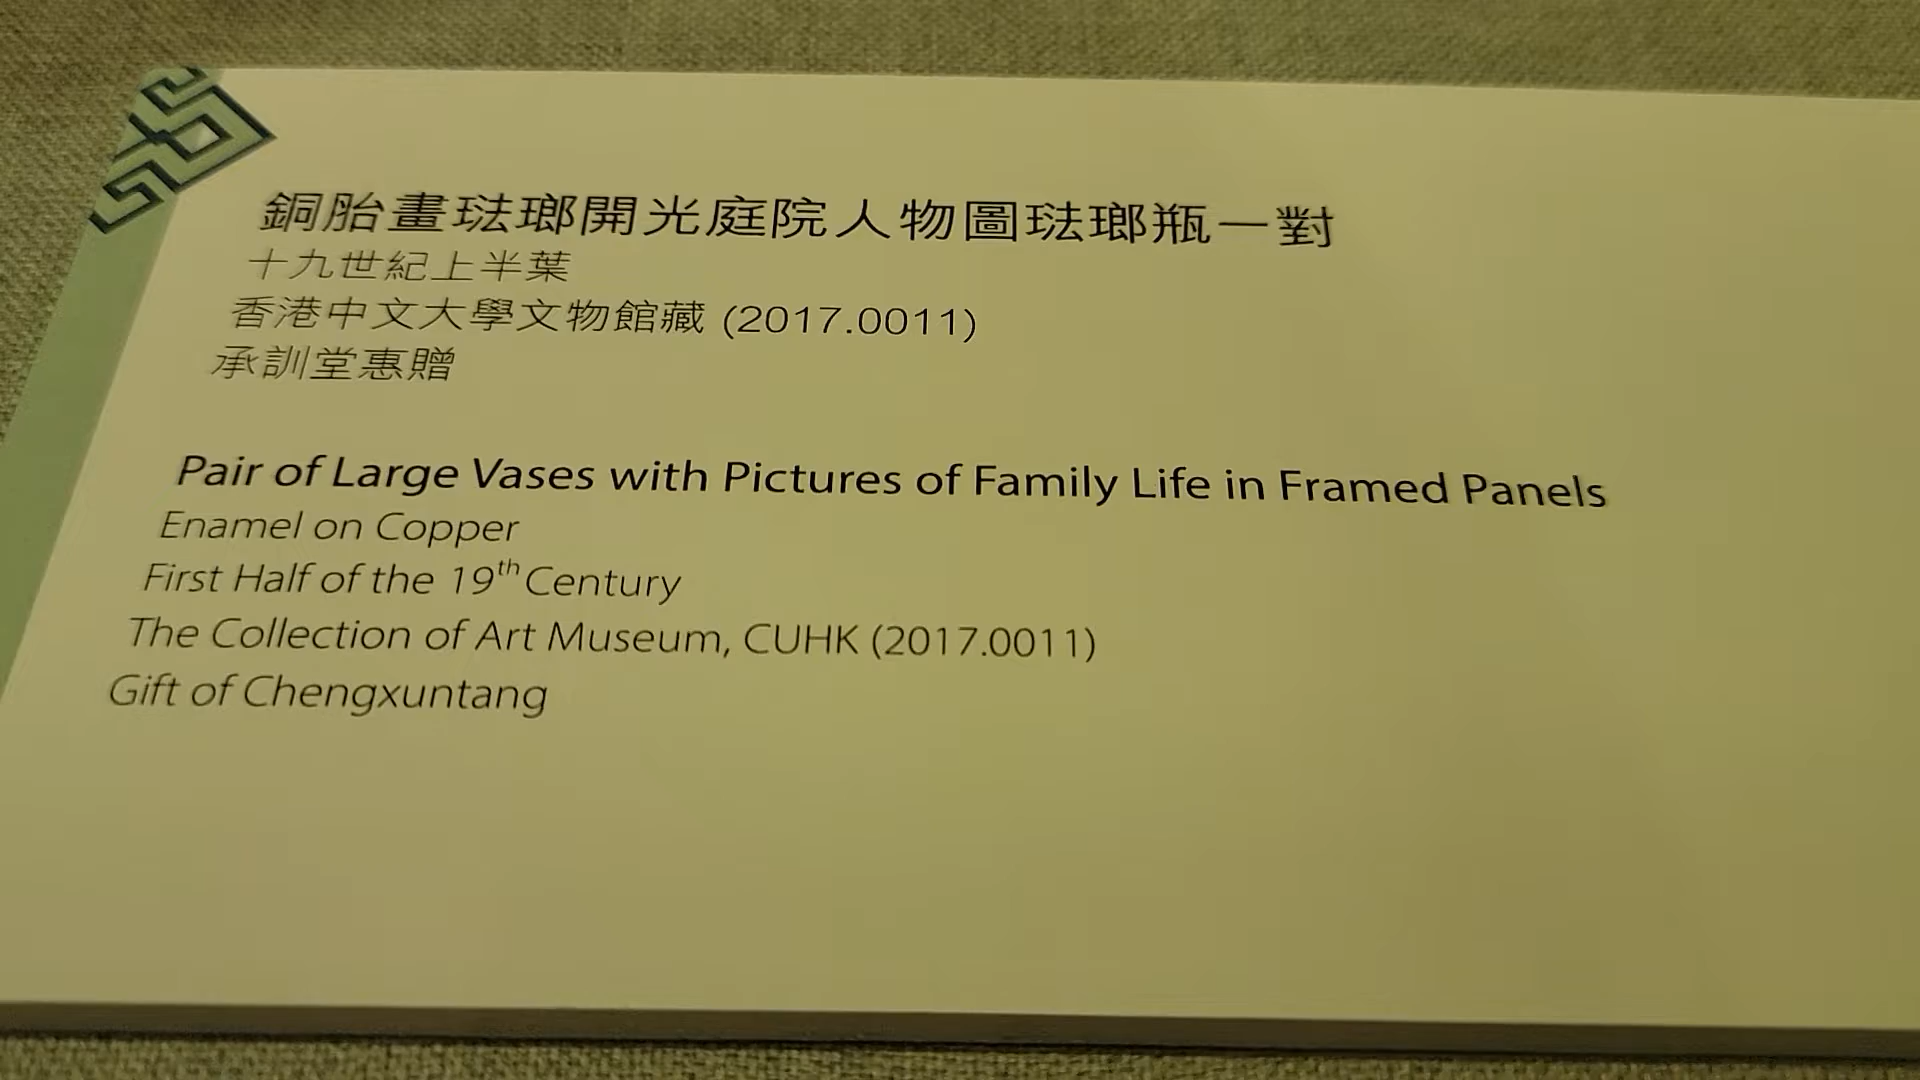 銅胎畫琺瑯開光庭院人物圖琺瑯瓶一對
十九世紀上半葉
香港中文大學文物館藏 (2017.0011)
承訓堂惠贈
Pair of Large Vases with Pictures of Family Life in Framed Panels
Enamel on Copper
First Half of the 19th Century
The Collection of Art Museum, CUHK (2017.0011)
Gift of Chengxuntang